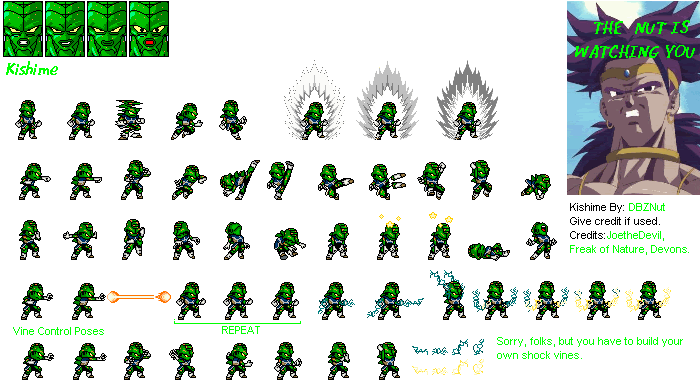 THE NUT IS
WATCHING YOU
Kishime
Kishime By: DBZNut
Give credit if used.
Credits:JoetheDevil,
Freak of Nature, Devons.
Vine Control Poses
REPEAT
Sorry, folks, but you have to build your
own shock vines.